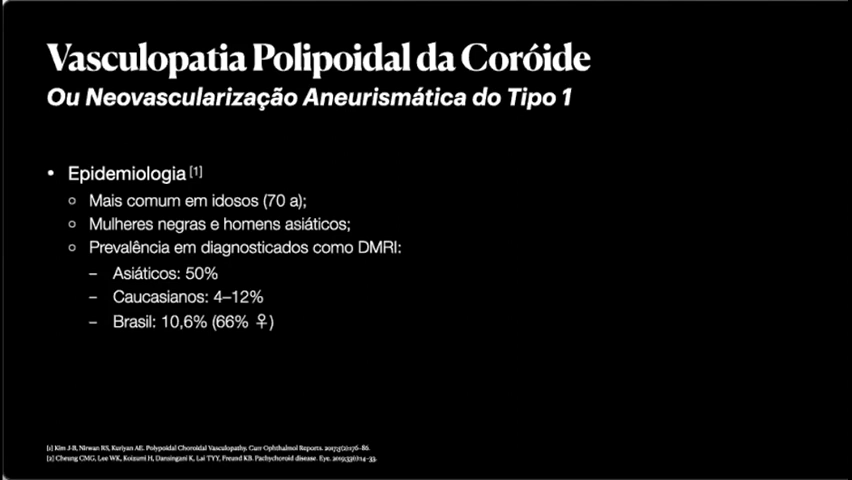 Vasculopatia Polipoidal da Coróide
Ou Neovascularização Aneurismática do Tipo 1
• Epidemiologia [1]
○ Mais comum em idosos (70 a);
○ Mulheres negras e homens asiáticos;
○ Prevalência em diagnosticados como DMRI:
– Asiáticos: 50%
– Caucasianos: 4–12%
– Brasil: 10,6% (66% ♀)
[1] Kim J-B, Nirwan RS, Kuriyan AE. Polypoidal Choroidal Vasculopathy. Curr Ophthalmol Reports. 2017;5(2):176–86.
[2] Cheung CMG, Lee WK, Koizumi H, Dansingani K, Lai TYY, Freund KB. Pachychoroid disease. Eye. 2019;33(1):14–33.